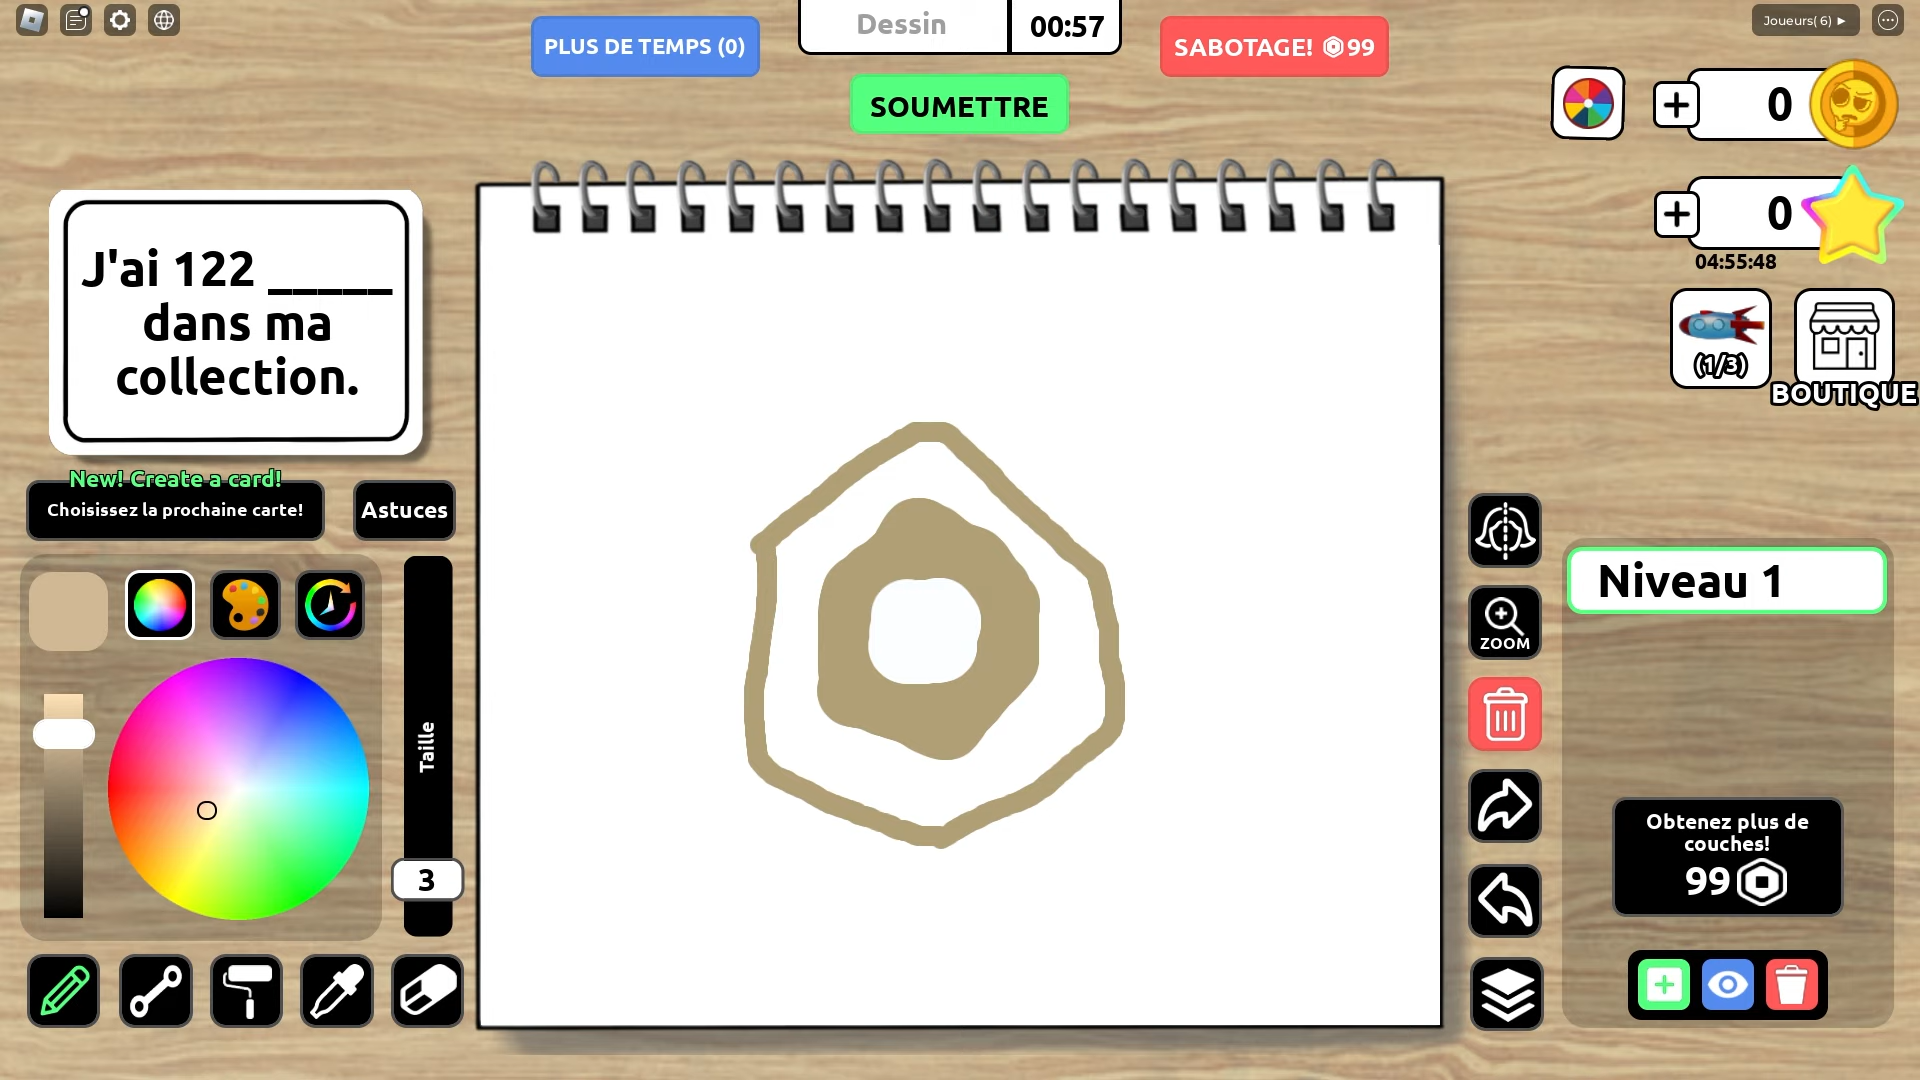 Joueurs( 6) ►
PLUS DE TEMPS (0)
Dessin
00:57
SABOTAGE! 99
SOUMETTRE
0
0
04:55:48
(1/3)
BOUTIQUE
J'ai 122 _____
dans ma
collection.
New! Create a card!
Choisissez la prochaine carte!
Astuces
Taille
3
ZOOM
Niveau 1
Obtenez plus de
couches!
99